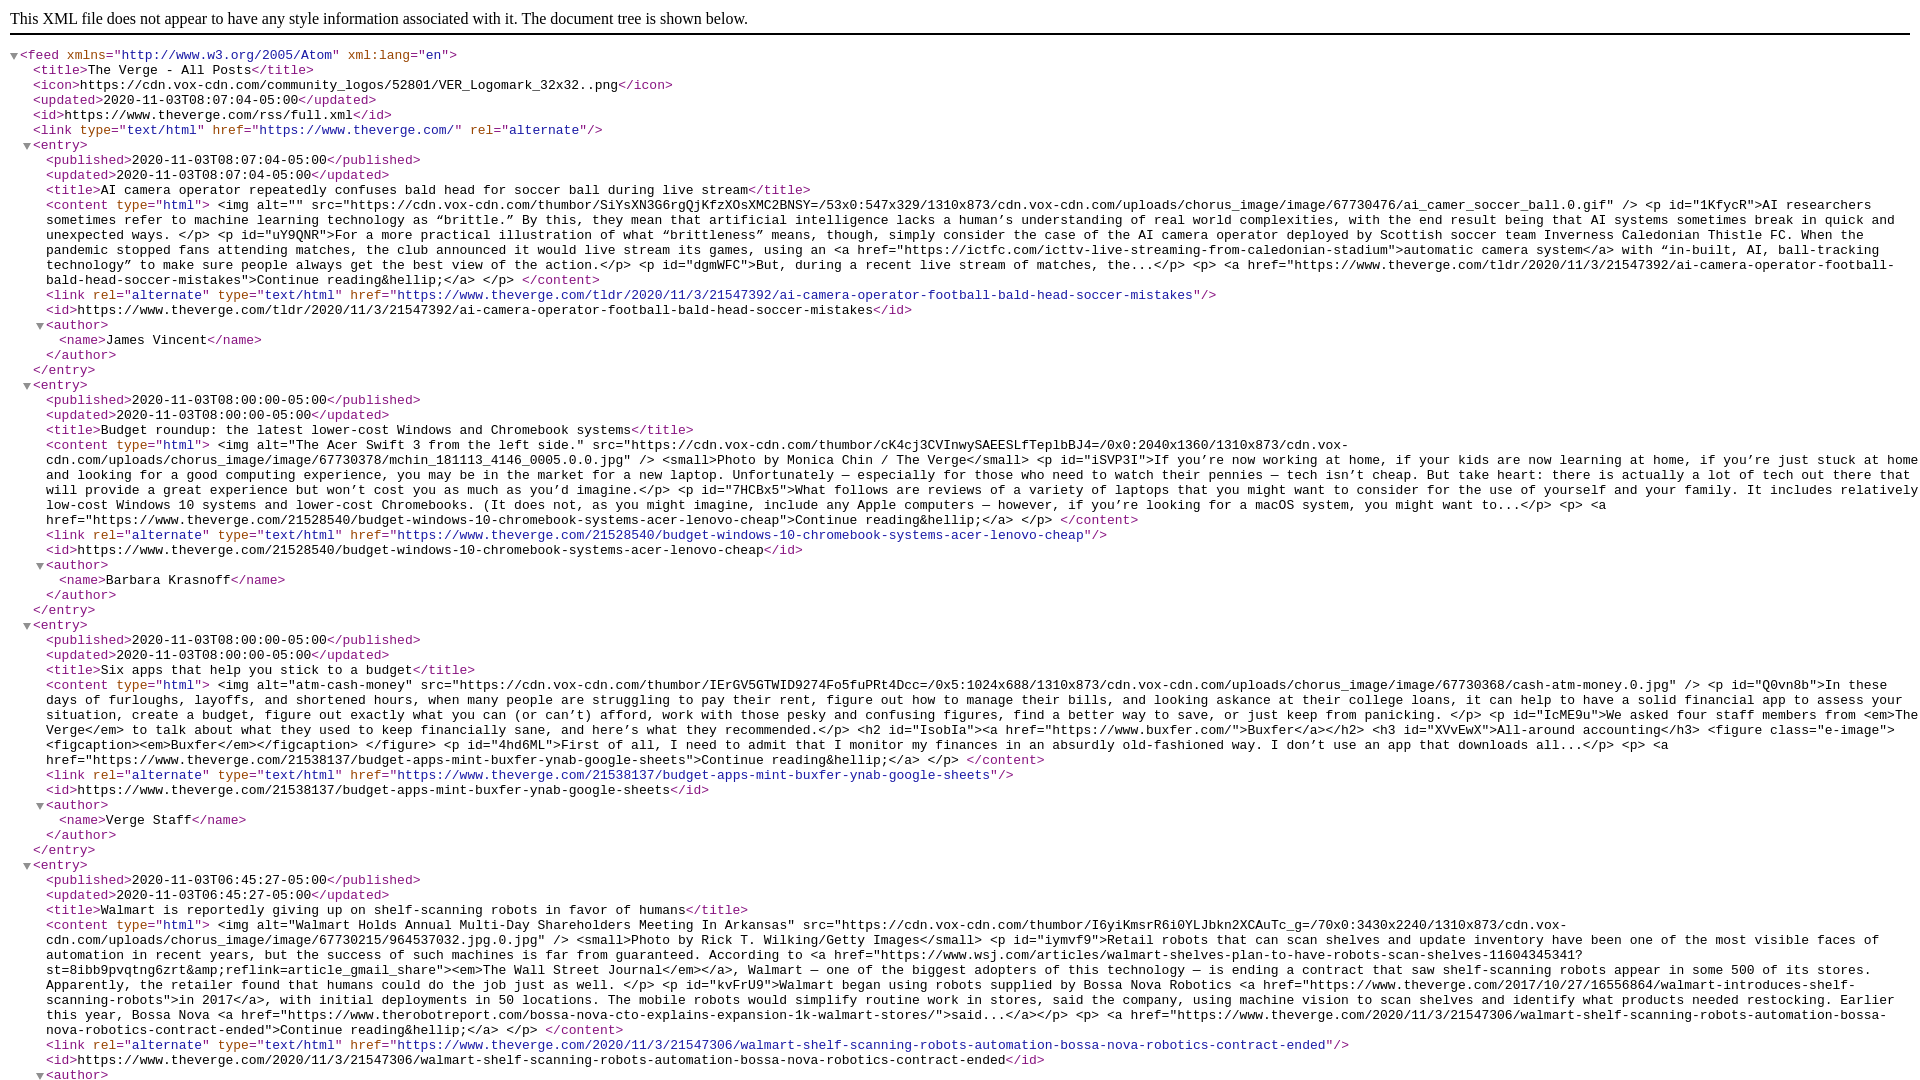 This XML file does not appear to have any style information associated with it. The document tree is shown below.
<feed xmlns="http://www.w3.org/2005/Atom" xml:lang="en">
<title>The Verge - All Posts</title>
<icon>https://cdn.vox-cdn.com/community_logos/52801/VER_Logomark_32x32..png</icon>
<updated>2020-11-03T08:07:04-05:00</updated>
<id>https://www.theverge.com/rss/full.xml</id>
<link type="text/html" href="https://www.theverge.com/" rel="alternate"/>
<entry>
<published>2020-11-03T08:07:04-05:00</published>
<updated>2020-11-03T08:07:04-05:00</updated>
<title>AI camera operator repeatedly confuses bald head for soccer ball during live stream</title>
<content type="html"> <img alt="" src="https://cdn.vox-cdn.com/thumbor/SiYsXN3G6rgQjKfzXOsXMC2BNSY=/53x0:547x329/1310x873/cdn.vox-cdn.com/uploads/chorus_image/image/67730476/ai_camer_soccer_ball.0.gif" /> <p id="1KfycR">AI researchers
sometimes refer to machine learning technology as “brittle.” By this, they mean that artificial intelligence lacks a human’s understanding of real world complexities, with the end result being that AI systems sometimes break in quick and
unexpected ways. </p> <p id="uY9QNR">For a more practical illustration of what “brittleness” means, though, simply consider the case of the AI camera operator deployed by Scottish soccer team Inverness Caledonian Thistle FC. When the
pandemic stopped fans attending matches, the club announced it would live stream its games, using an <a href="https://ictfc.com/icttv-live-streaming-from-caledonian-stadium">automatic camera system</a> with “in-built, AI, ball-tracking
technology” to make sure people always get the best view of the action.</p> <p id="dgmWFC">But, during a recent live stream of matches, the...</p> <p> <a href="https://www.theverge.com/tldr/2020/11/3/21547392/ai-camera-operator-football-
bald-head-soccer-mistakes">Continue reading&hellip;</a> </p> </content>
<link rel="alternate" type="text/html" href="https://www.theverge.com/tldr/2020/11/3/21547392/ai-camera-operator-football-bald-head-soccer-mistakes"/>
<id>https://www.theverge.com/tldr/2020/11/3/21547392/ai-camera-operator-football-bald-head-soccer-mistakes</id>
<author>
<name>James Vincent</name>
</author>
</entry>
<entry>
<published>2020-11-03T08:00:00-05:00</published>
<updated>2020-11-03T08:00:00-05:00</updated>
<title>Budget roundup: the latest lower-cost Windows and Chromebook systems</title>
<content type="html"> <img alt="The Acer Swift 3 from the left side." src="https://cdn.vox-cdn.com/thumbor/cK4cj3CVInwySAEESLfTeplbBJ4=/0x0:2040x1360/1310x873/cdn.vox-
cdn.com/uploads/chorus_image/image/67730378/mchin_181113_4146_0005.0.0.jpg" /> <small>Photo by Monica Chin / The Verge</small> <p id="iSVP3I">If you’re now working at home, if your kids are now learning at home, if you’re just stuck at home
and looking for a good computing experience, you may be in the market for a new laptop. Unfortunately — especially for those who need to watch their pennies — tech isn’t cheap. But take heart: there is actually a lot of tech out there that
will provide a great experience but won’t cost you as much as you’d imagine.</p> <p id="7HCBx5">What follows are reviews of a variety of laptops that you might want to consider for the use of yourself and your family. It includes relatively
low-cost Windows 10 systems and lower-cost Chromebooks. (It does not, as you might imagine, include any Apple computers — however, if you’re looking for a macOS system, you might want to...</p> <p> <a
href="https://www.theverge.com/21528540/budget-windows-10-chromebook-systems-acer-lenovo-cheap">Continue reading&hellip;</a> </p> </content>
<link rel="alternate" type="text/html" href="https://www.theverge.com/21528540/budget-windows-10-chromebook-systems-acer-lenovo-cheap"/>
<id>https://www.theverge.com/21528540/budget-windows-10-chromebook-systems-acer-lenovo-cheap</id>
<author>
<name>Barbara Krasnoff</name>
</author>
</entry>
<entry>
<published>2020-11-03T08:00:00-05:00</published>
<updated>2020-11-03T08:00:00-05:00</updated>
<title>Six apps that help you stick to a budget</title>
<content type="html"> <img alt="atm-cash-money" src="https://cdn.vox-cdn.com/thumbor/IErGV5GTWID9274Fo5fuPRt4Dcc=/0x5:1024x688/1310x873/cdn.vox-cdn.com/uploads/chorus_image/image/67730368/cash-atm-money.0.jpg" /> <p id="Q0vn8b">In these
days of furloughs, layoffs, and shortened hours, when many people are struggling to pay their rent, figure out how to manage their bills, and looking askance at their college loans, it can help to have a solid financial app to assess your
situation, create a budget, figure out exactly what you can (or can’t) afford, work with those pesky and confusing figures, find a better way to save, or just keep from panicking. </p> <p id="IcME9u">We asked four staff members from <em>The
Verge</em> to talk about what they used to keep financially sane, and here’s what they recommended.</p> <h2 id="IsobIa"><a href="https://www.buxfer.com/">Buxfer</a></h2> <h3 id="XVvEwX">All-around accounting</h3> <figure class="e-image">
<figcaption><em>Buxfer</em></figcaption> </figure> <p id="4hd6ML">First of all, I need to admit that I monitor my finances in an absurdly old-fashioned way. I don’t use an app that downloads all...</p> <p> <a
href="https://www.theverge.com/21538137/budget-apps-mint-buxfer-ynab-google-sheets">Continue reading&hellip;</a> </p> </content>
<link rel="alternate" type="text/html" href="https://www.theverge.com/21538137/budget-apps-mint-buxfer-ynab-google-sheets"/>
<id>https://www.theverge.com/21538137/budget-apps-mint-buxfer-ynab-google-sheets</id>
<author>
<name>Verge Staff</name>
</author>
</entry>
<entry>
<published>2020-11-03T06:45:27-05:00</published>
<updated>2020-11-03T06:45:27-05:00</updated>
<title>Walmart is reportedly giving up on shelf-scanning robots in favor of humans</title>
<content type="html"> <img alt="Walmart Holds Annual Multi-Day Shareholders Meeting In Arkansas" src="https://cdn.vox-cdn.com/thumbor/I6yiKmsrR6i0YLJbkn2XCAuTc_g=/70x0:3430x2240/1310x873/cdn.vox-
cdn.com/uploads/chorus_image/image/67730215/964537032.jpg.0.jpg" /> <small>Photo by Rick T. Wilking/Getty Images</small> <p id="iymvf9">Retail robots that can scan shelves and update inventory have been one of the most visible faces of
automation in recent years, but the success of such machines is far from guaranteed. According to <a href="https://www.wsj.com/articles/walmart-shelves-plan-to-have-robots-scan-shelves-11604345341?
st=8ibb9pvqtng6zrt&amp;reflink=article_gmail_share"><em>The Wall Street Journal</em></a>, Walmart — one of the biggest adopters of this technology — is ending a contract that saw shelf-scanning robots appear in some 500 of its stores.
Apparently, the retailer found that humans could do the job just as well. </p> <p id="kvFrU9">Walmart began using robots supplied by Bossa Nova Robotics <a href="https://www.theverge.com/2017/10/27/16556864/walmart-introduces-shelf-
scanning-robots">in 2017</a>, with initial deployments in 50 locations. The mobile robots would simplify routine work in stores, said the company, using machine vision to scan shelves and identify what products needed restocking. Earlier
this year, Bossa Nova <a href="https://www.therobotreport.com/bossa-nova-cto-explains-expansion-1k-walmart-stores/">said...</a></p> <p> <a href="https://www.theverge.com/2020/11/3/21547306/walmart-shelf-scanning-robots-automation-bossa-
nova-robotics-contract-ended">Continue reading&hellip;</a> </p> </content>
<link rel="alternate" type="text/html" href="https://www.theverge.com/2020/11/3/21547306/walmart-shelf-scanning-robots-automation-bossa-nova-robotics-contract-ended"/>
<id>https://www.theverge.com/2020/11/3/21547306/walmart-shelf-scanning-robots-automation-bossa-nova-robotics-contract-ended</id>
<author>